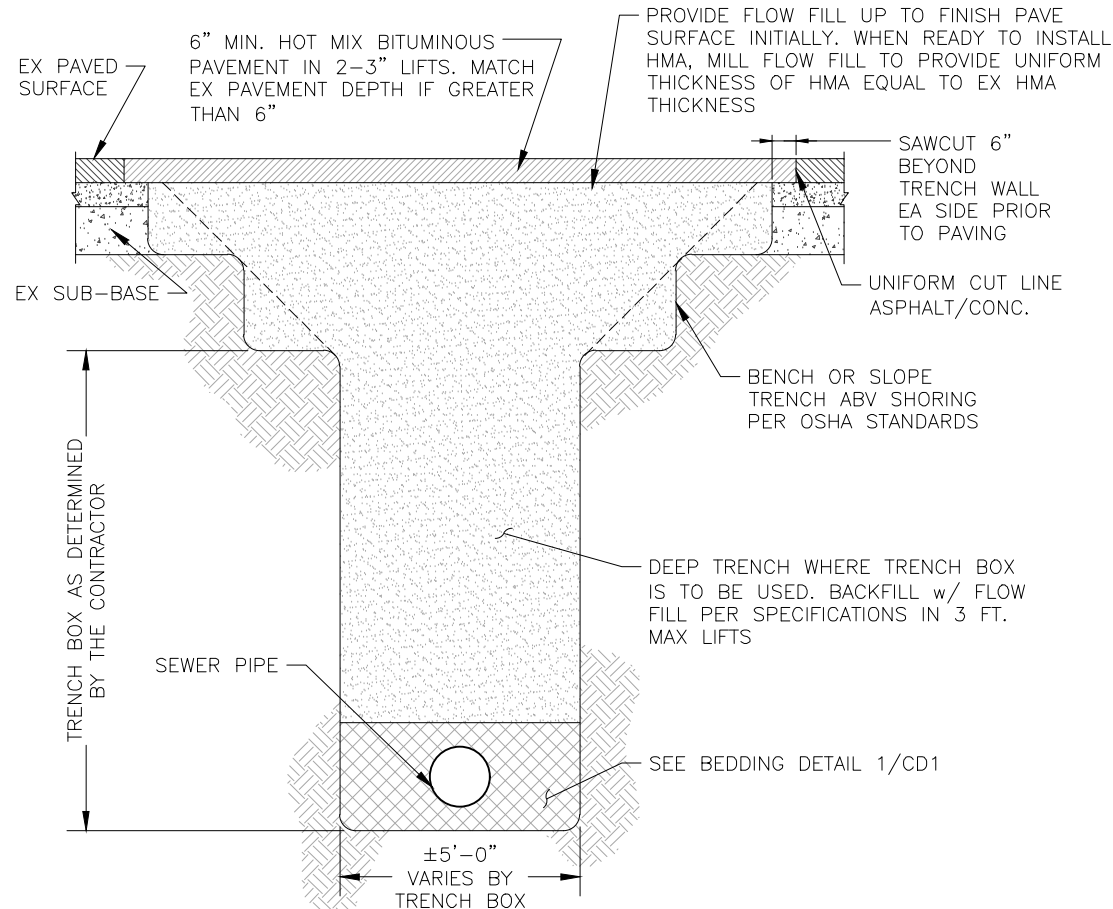 PROVIDE FLOW FILL UP TO FINISH PAVE
SURFACE INITIALLY. WHEN READY TO INSTALL
HMA, MILL FLOW FILL TO PROVIDE UNIFORM
THICKNESS OF HMA EQUAL TO EX HMA
THICKNESS
6" MIN. HOT MIX BITUMINOUS
PAVEMENT IN 2-3" LIFTS. MATCH
EX PAVEMENT DEPTH IF GREATER
THAN 6"
EX PAVED
SURFACE
SAWCUT 6"
BEYOND
TRENCH WALL
EA SIDE PRIOR
TO PAVING
EX SUB-BASE
UNIFORM CUT LINE
ASPHALT/CONC.
BENCH OR SLOPE
TRENCH ABV SHORING
PER OSHA STANDARDS
TRENCH BOX AS DETERMINED
BY THE CONTRACTOR
DEEP TRENCH WHERE TRENCH BOX
IS TO BE USED. BACKFILL w/ FLOW
FILL PER SPECIFICATIONS IN 3 FT.
MAX LIFTS
SEWER PIPE
SEE BEDDING DETAIL 1/CD1
±5'-0"
VARIES BY
TRENCH BOX